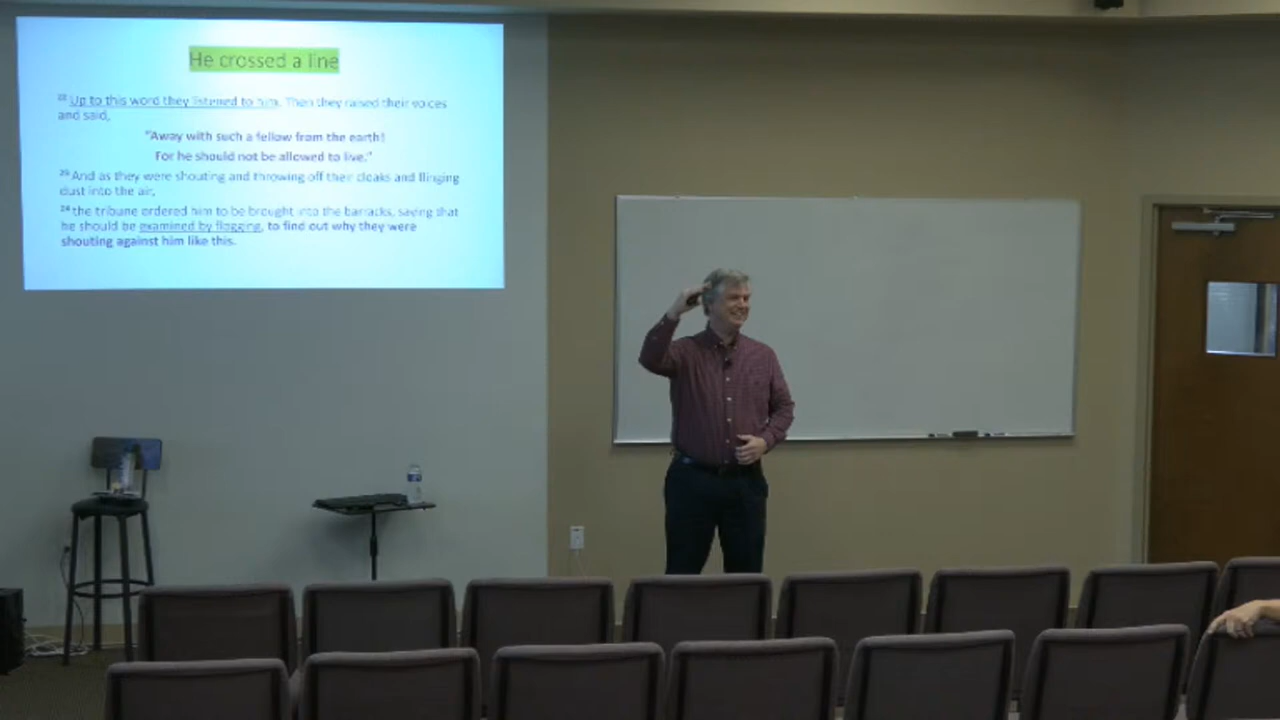 He crossed a line
22 Up to this word they listened to him. Then they raised their voices
and said,
"Away with such a fellow from the earth!
For he should not be allowed to live."
23 And as they were shouting and throwing off their cloaks and flinging
dust into the air,
24 the tribune ordered him to be brought into the barracks, saying that
he should be examined by flogging, to find out why they were
shouting against him like this.